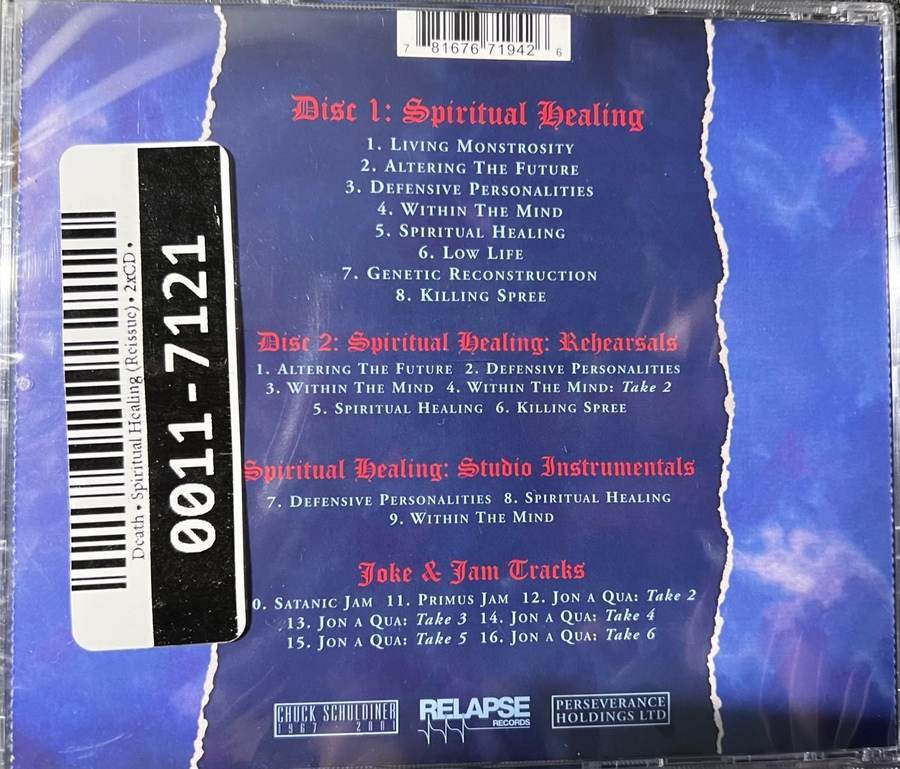 7 81676 71942 6
Disc 1: Spiritual Healing
1. Living Monstrosity
2. Altering The Future
3. Defensive Personalities
4. Within The Mind
5. Spiritual Healing
6. Low Life
7. Genetic Reconstruction
8. Killing Spree
Disc 2: Spiritual Healing: Rehearsals
1. Altering The Future 2. Defensive Personalities
3. Within The Mind 4. Within The Mind: Take 2
5. Spiritual Healing 6. Killing Spree
Spiritual Healing: Studio Instrumentals
7. Defensive Personalities 8. Spiritual Healing
9. Within The Mind
Joke & Jam Tracks
0. Satanic Jam 11. Primus Jam 12. Jon A Qua: Take 2
13. Jon A Qua: Take 3 14. Jon A Qua: Take 4
15. Jon A Qua: Take 5 16. Jon A Qua: Take 6
CHUCK SCHULDINER
1967 - 2001
RELAPSE
RECORDS
PERSEVERANCE
HOLDINGS LTD
Death • Spiritual Healing (Reissue) • 2xCD •
0011-7121